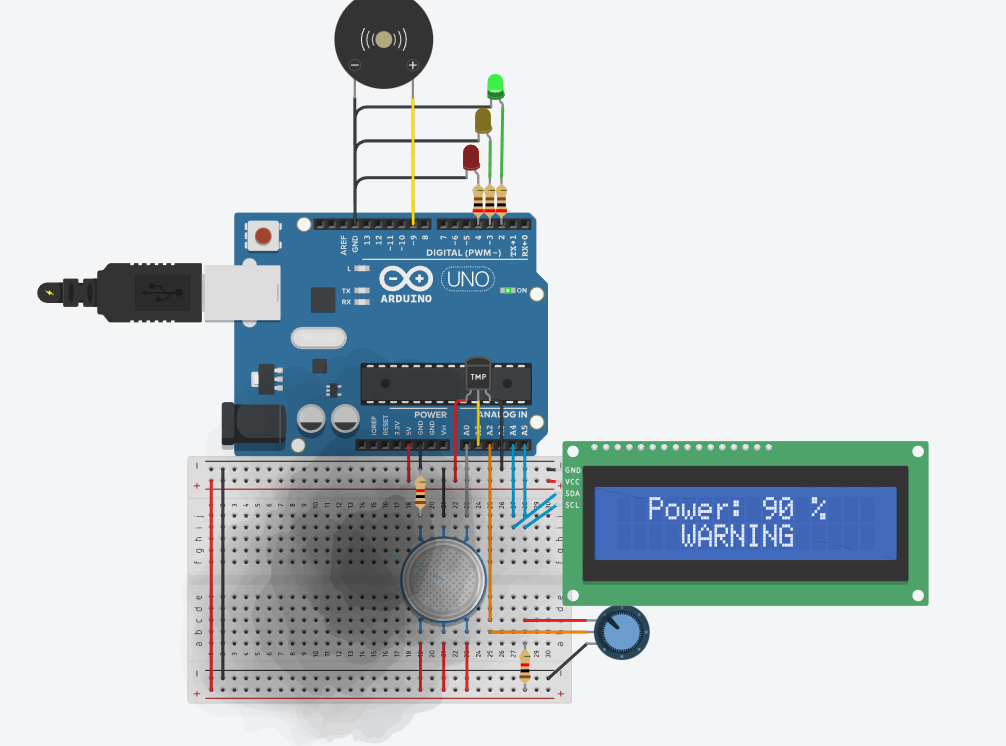 − +
AREF
GND
13
12
~11
~10
~9
8
7
~6
~5
4
~3
2
TX→1
RX←0
DIGITAL (PWM~)
L
TX
RX
ARDUINO
UNO
ON
TMP
POWER
ANALOG IN
IOREF
RESET
3.3V
5V
GND
GND
Vin
A0
A2
A4
A5
GND
VCC
SDA
SCL
Power: 90 %
WARNING